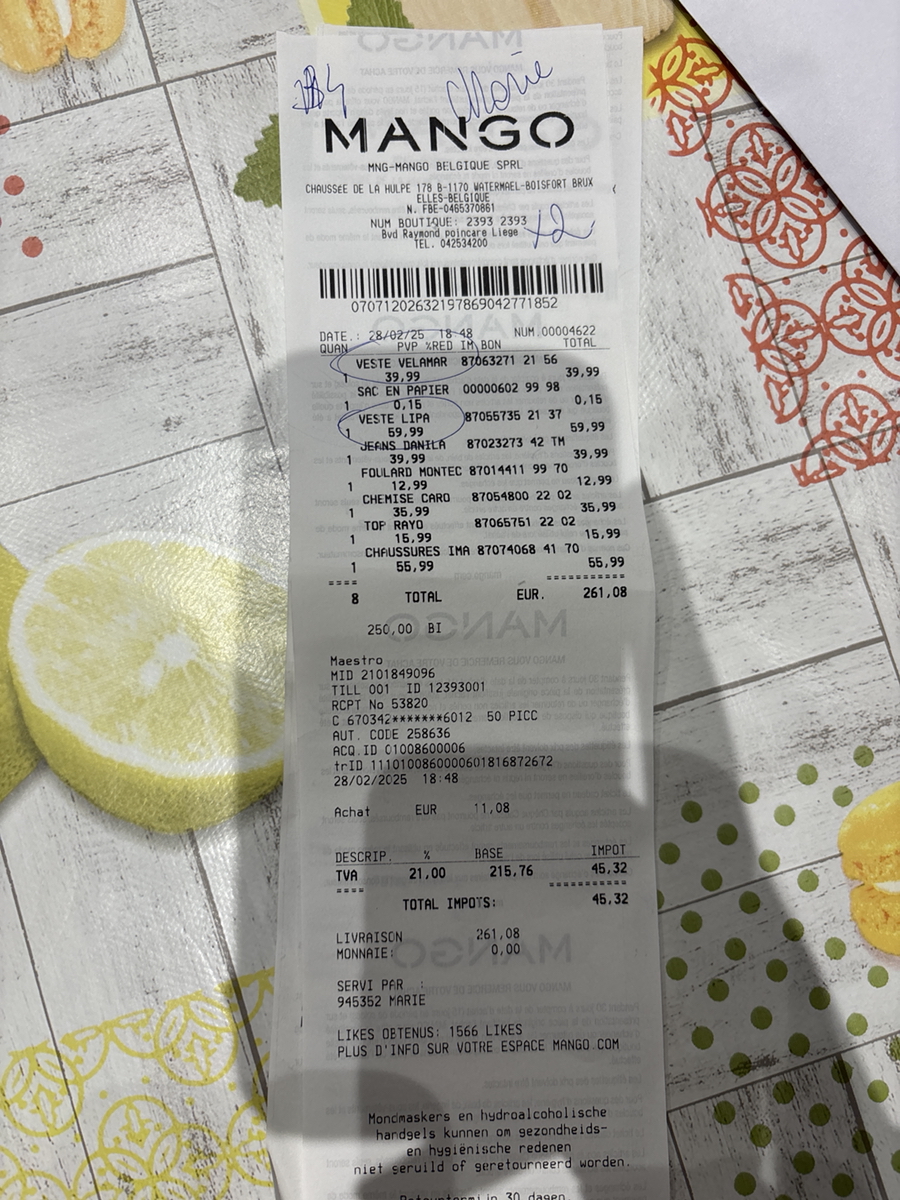 Marie
MANGO
MNG-MANGO BELGIQUE SPRL
CHAUSSéE DE LA HULPE 178 B-1170 WATERMAEL-BOISFORT BRUX
ELLES-BELGIQUE
N. FBE-0465370861
NUM BOUTIQUE: 2393 2393
x2
Bvd Raymond poincare Liege
TEL. 042534200
07071202632197869042771852
DATE.: 28/02/25 18:48 NUM.00004622
QUAN PVP %RED IM BON TOTAL
VESTE VELAMAR 87063271 21 56
1 39,99 39,99
SAC EN PAPIER 00000602 99 98
1 0,15 0,15
VESTE LIPA 87055735 21 37
1 59,99 59,99
JEANS DANILA 87023273 42 TM
1 39,99 39,99
FOULARD MONTEC 87014411 99 70
1 12,99 12,99
CHEMISE CARO 87054800 22 02
1 35,99 35,99
TOP RAYO 87065751 22 02
1 15,99 15,99
CHAUSSURES IMA 87074068 41 70
1 55,99 55,99
==== ===========
8 TOTAL EUR. 261,08
250,00 BI
Maestro
MID 2101849096
TILL 001 ID 12393001
RCPT No 53820
C 670342*******6012 50 PICC
AUT. CODE 258636
ACQ.ID 01008600006
trID 1110100860000601816872672
28/02/2025 18:48
Achat EUR 11,08
DESCRIP. % BASE IMPOT
TVA 21,00 215,76 45,32
==== ===========
TOTAL IMPOTS: 45,32
LIVRAISON 261,08
MONNAIE: 0,00
SERVI PAR :
945352 MARIE
LIKES OBTENUS: 1566 LIKES
PLUS D'INFO SUR VOTRE ESPACE MANGO.COM
Mondmaskers en hydroalcoholische
handgels kunnen om gezondheids-
en hygiënische redenen
niet geruild of geretourneerd worden.
Retourtermijn 30 dagen